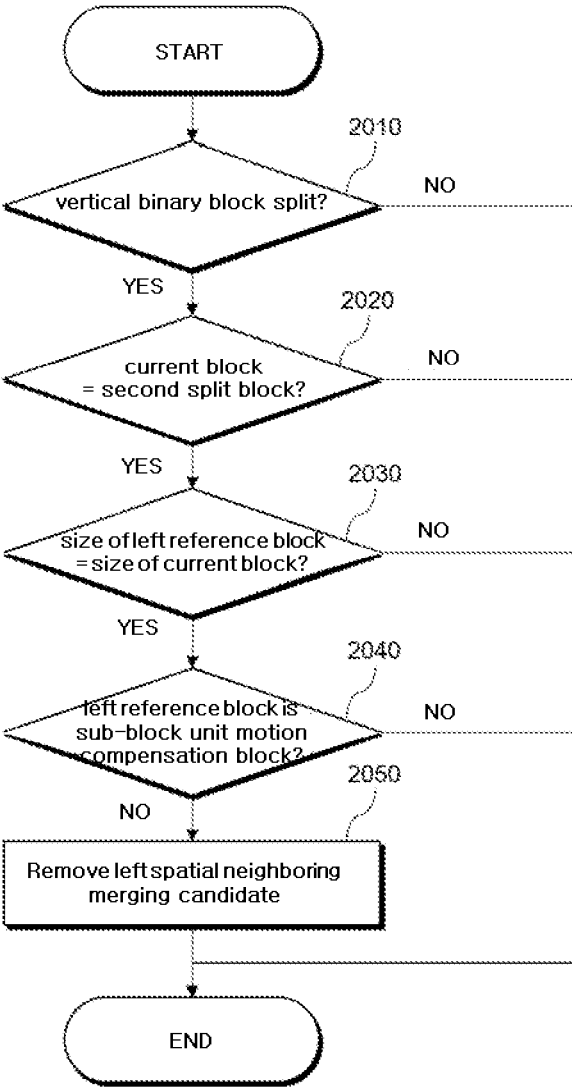 START
2010
vertical binary block split?
NO
YES
2020
current block
= second split block?
NO
YES
2030
size of left reference block
= size of current block?
NO
YES
2040
left reference block is
sub-block unit motion
compensation block?
NO
NO
2050
Remove left spatial neighboring
merging candidate
END